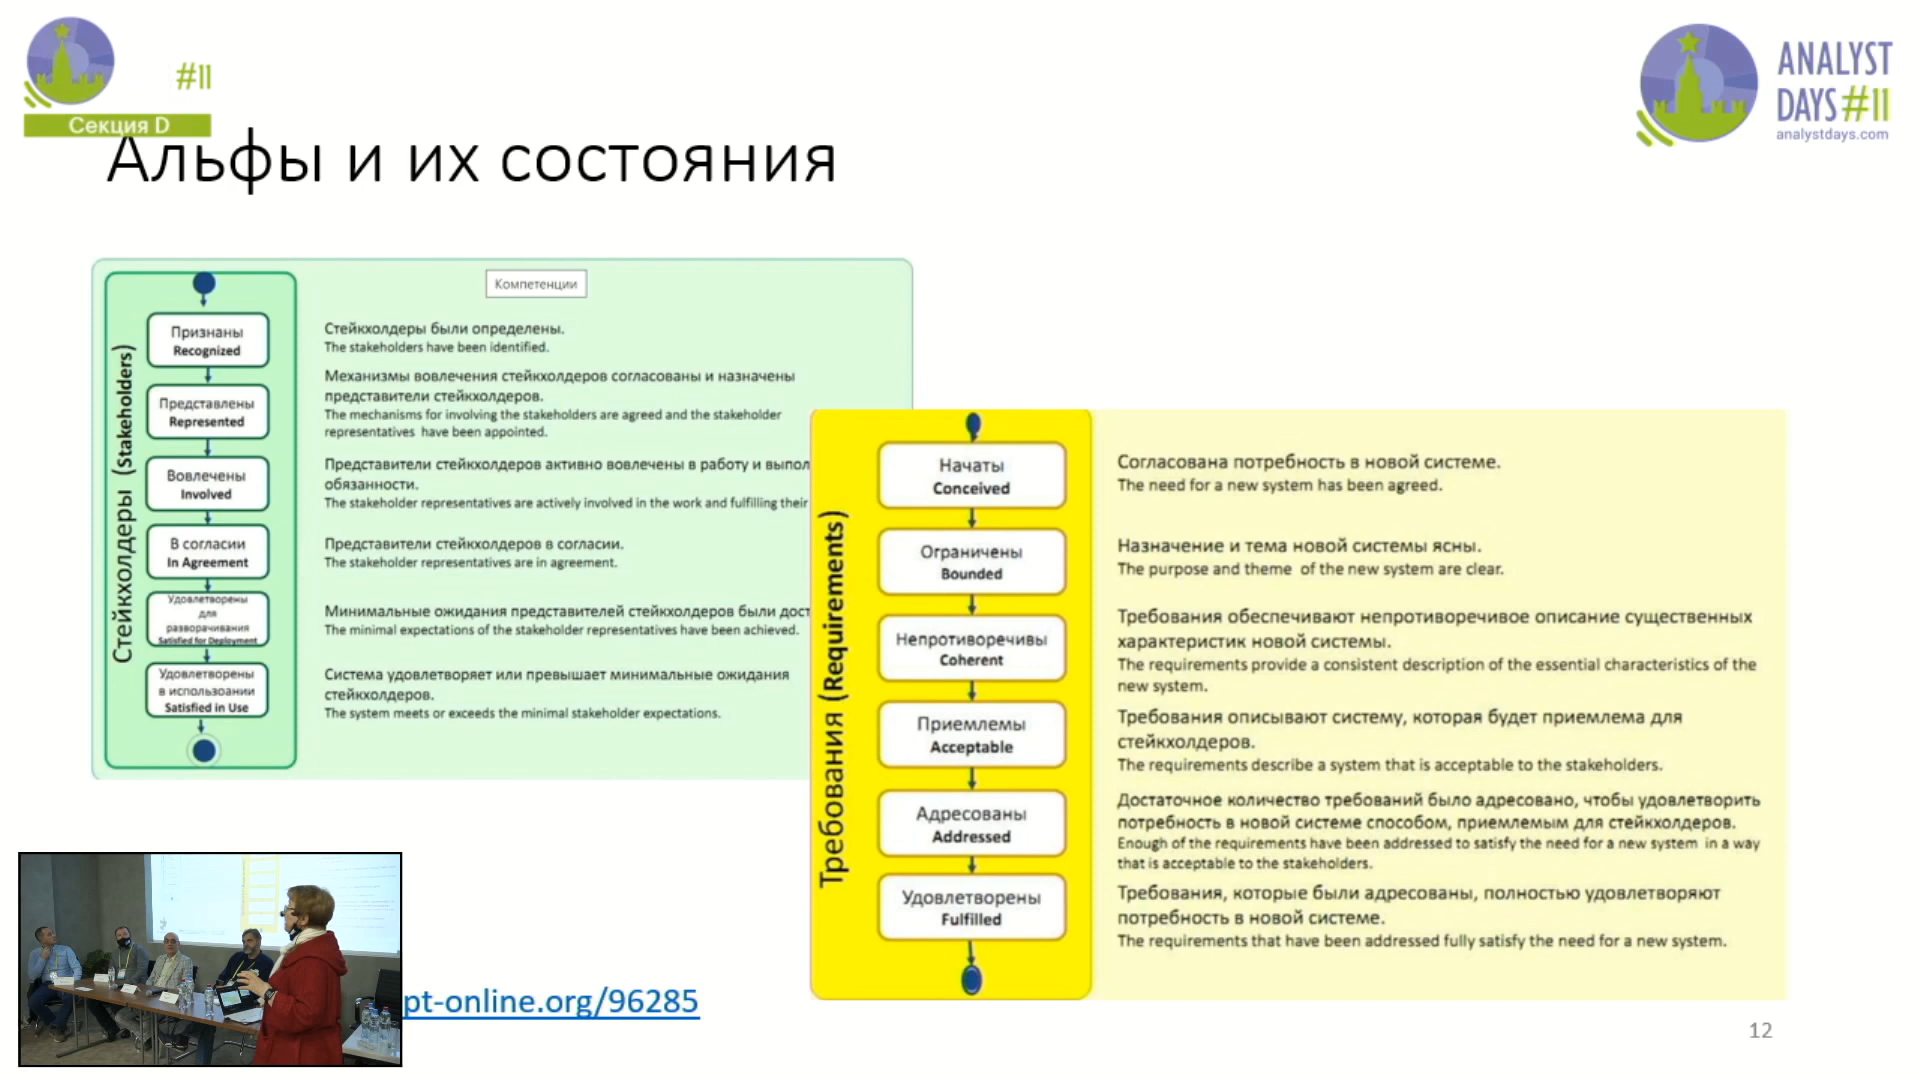 #11
Секция D
ANALYST
DAYS #11
analystdays.com
Альфы и их состояния
Стейкхолдеры (Stakeholders)
Компетенции
Признаны
Recognized
Стейкхолдеры были определены.
The stakeholders have been identified.
Представлены
Represented
Механизмы вовлечения стейкхолдеров согласованы и назначены
представители стейкхолдеров.
The mechanisms for involving the stakeholders are agreed and the stakeholder
representatives have been appointed.
Вовлечены
Involved
Представители стейкхолдеров активно вовлечены в работу и выпол
обязанности.
The stakeholder representatives are actively involved in the work and fulfilling their
В согласии
In Agreement
Представители стейкхолдеров в согласии.
The stakeholder representatives are in agreement.
Удовлетворены
для
разворачивания
Satisfied for Deployment
Минимальные ожидания представителей стейкхолдеров были дост
The minimal expectations of the stakeholder representatives have been achieved.
Удовлетворены
в использоании
Satisfied in Use
Система удовлетворяет или превышает минимальные ожидания
стейкхолдеров.
The system meets or exceeds the minimal stakeholder expectations.
Требования (Requirements)
Начаты
Conceived
Согласована потребность в новой системе.
The need for a new system has been agreed.
Ограничены
Bounded
Назначение и тема новой системы ясны.
The purpose and theme of the new system are clear.
Непротиворечивы
Coherent
Требования обеспечивают непротиворечивое описание существенных
характеристик новой системы.
The requirements provide a consistent description of the essential characteristics of the
new system.
Приемлемы
Acceptable
Требования описывают систему, которая будет приемлема для
стейкхолдеров.
The requirements describe a system that is acceptable to the stakeholders.
Адресованы
Addressed
Достаточное количество требований было адресовано, чтобы удовлетворить
потребность в новой системе способом, приемлемым для стейкхолдеров.
Enough of the requirements have been addressed to satisfy the need for a new system in a way
that is acceptable to the stakeholders.
Удовлетворены
Fulfilled
Требования, которые были адресованы, полностью удовлетворяют
потребность в новой системе.
The requirements that have been addressed fully satisfy the need for a new system.
pt-online.org/96285
12